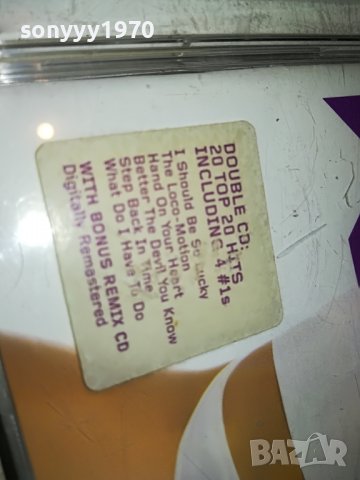 sonyyy1970
DOUBLE CD:
20 TOP 20 HITS
INCLUDING 4 #1s
I Should Be So Lucky
The Loco-Motion
Hand On Your Heart
Better The Devil You Know
Step Back In Time
What Do I Have To Do
WITH BONUS REMIX CD
Digitally Remastered
BAZAR
bg